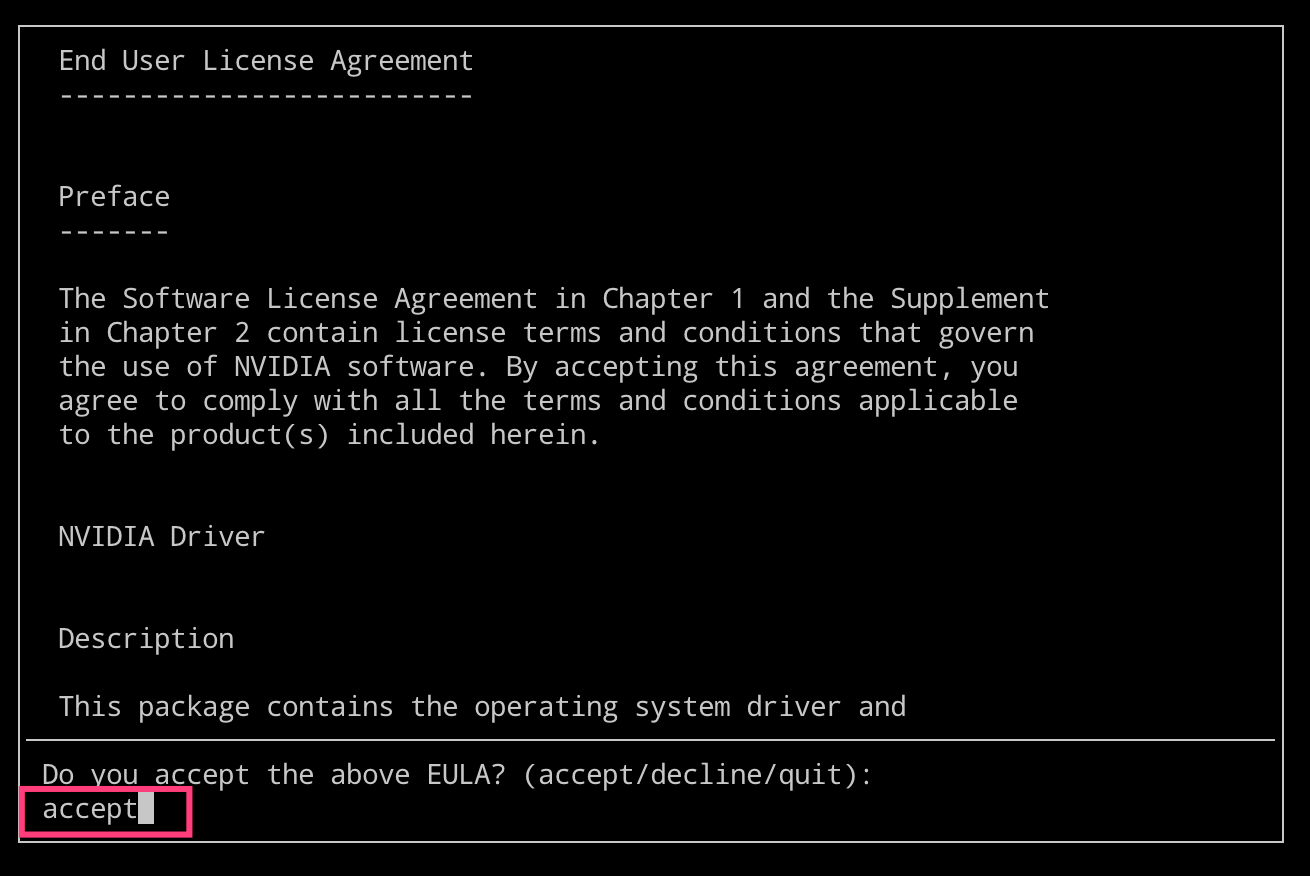 End User License Agreement
--------------------------
Preface
-------
The Software License Agreement in Chapter 1 and the Supplement
in Chapter 2 contain license terms and conditions that govern
the use of NVIDIA software. By accepting this agreement, you
agree to comply with all the terms and conditions applicable
to the product(s) included herein.
NVIDIA Driver
Description
This package contains the operating system driver and
Do you accept the above EULA? (accept/decline/quit):
accept